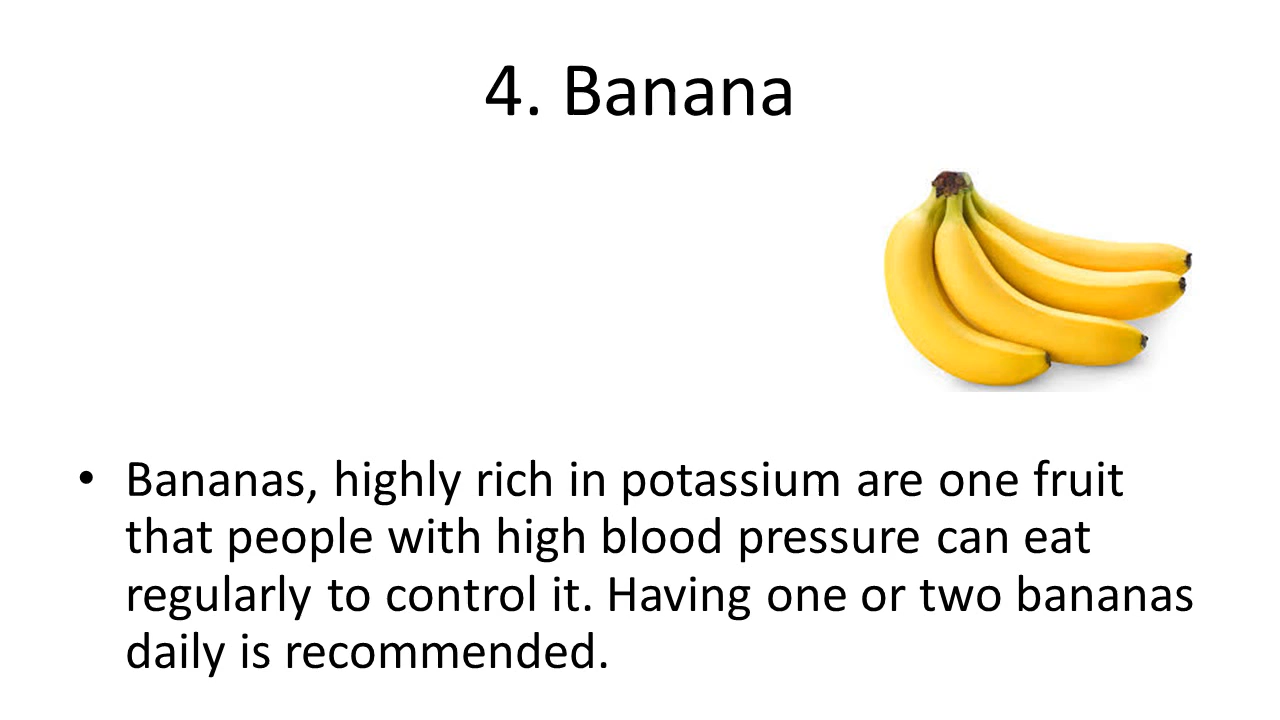 4. Banana
• Bananas, highly rich in potassium are one fruit
that people with high blood pressure can eat
regularly to control it. Having one or two bananas
daily is recommended.